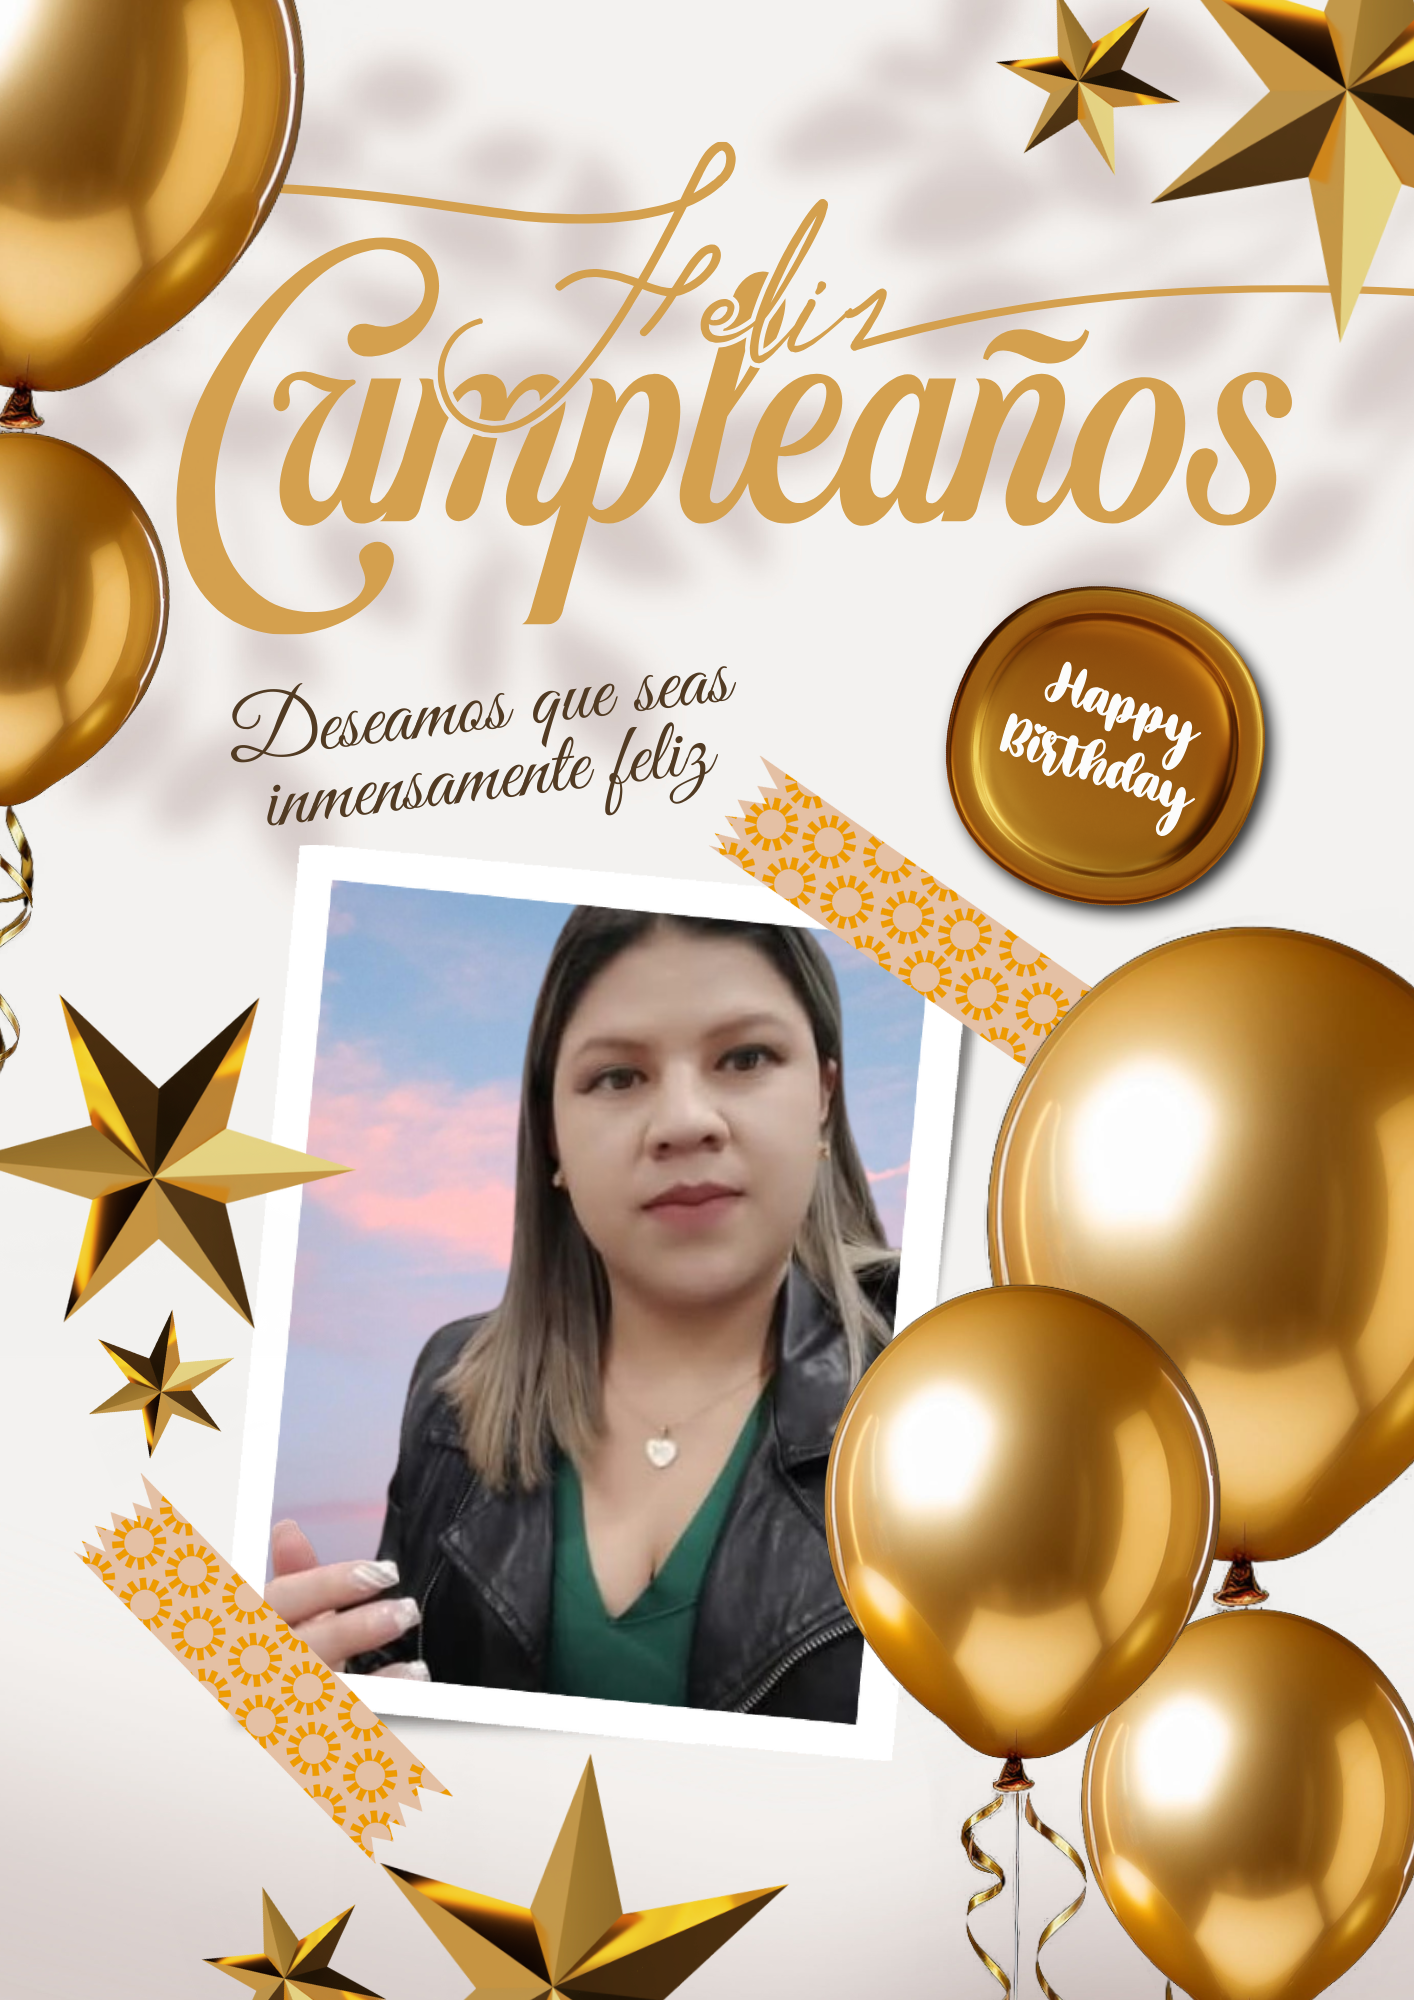 Feliz
Cumpleaños
Deseamos que seas
inmensamente feliz
Happy
Birthday